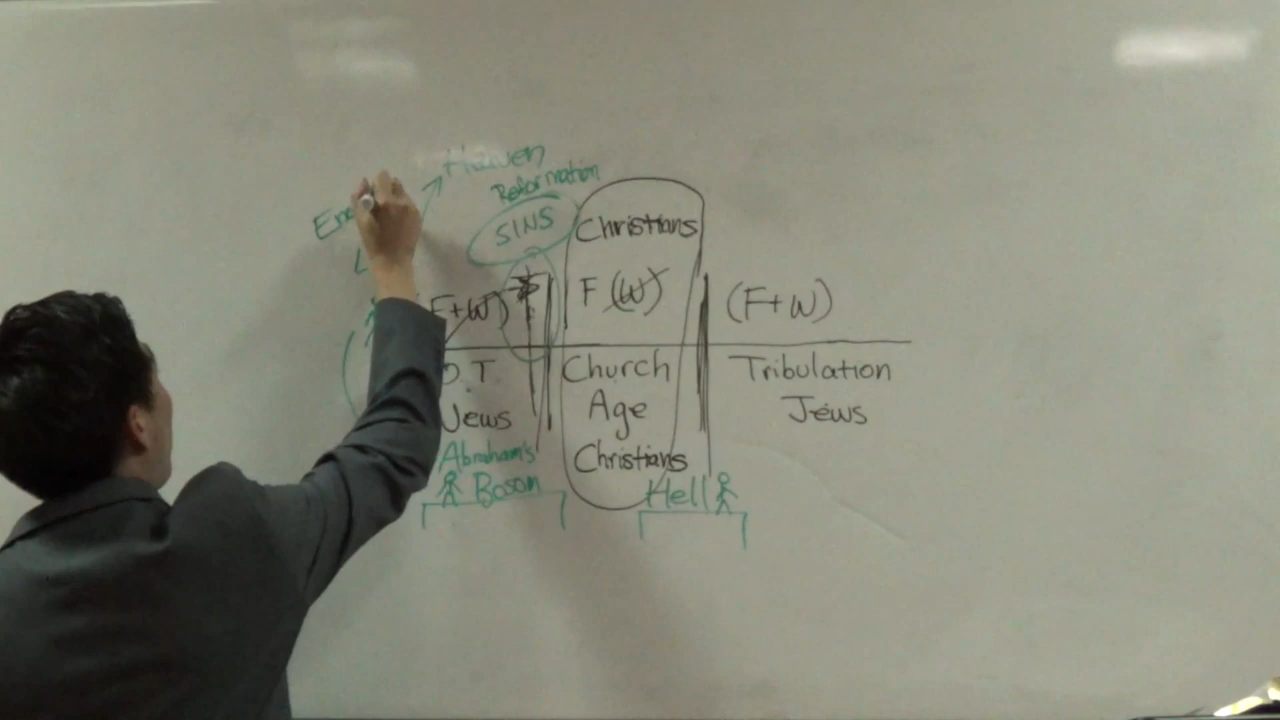 Heaven
Reformation
SINS
Christians
F+W)
F (W)
(F+W)
O.T.
Jews
Church
Age
Christians
Tribulation
Jews
Abraham's
Bosom
Hell